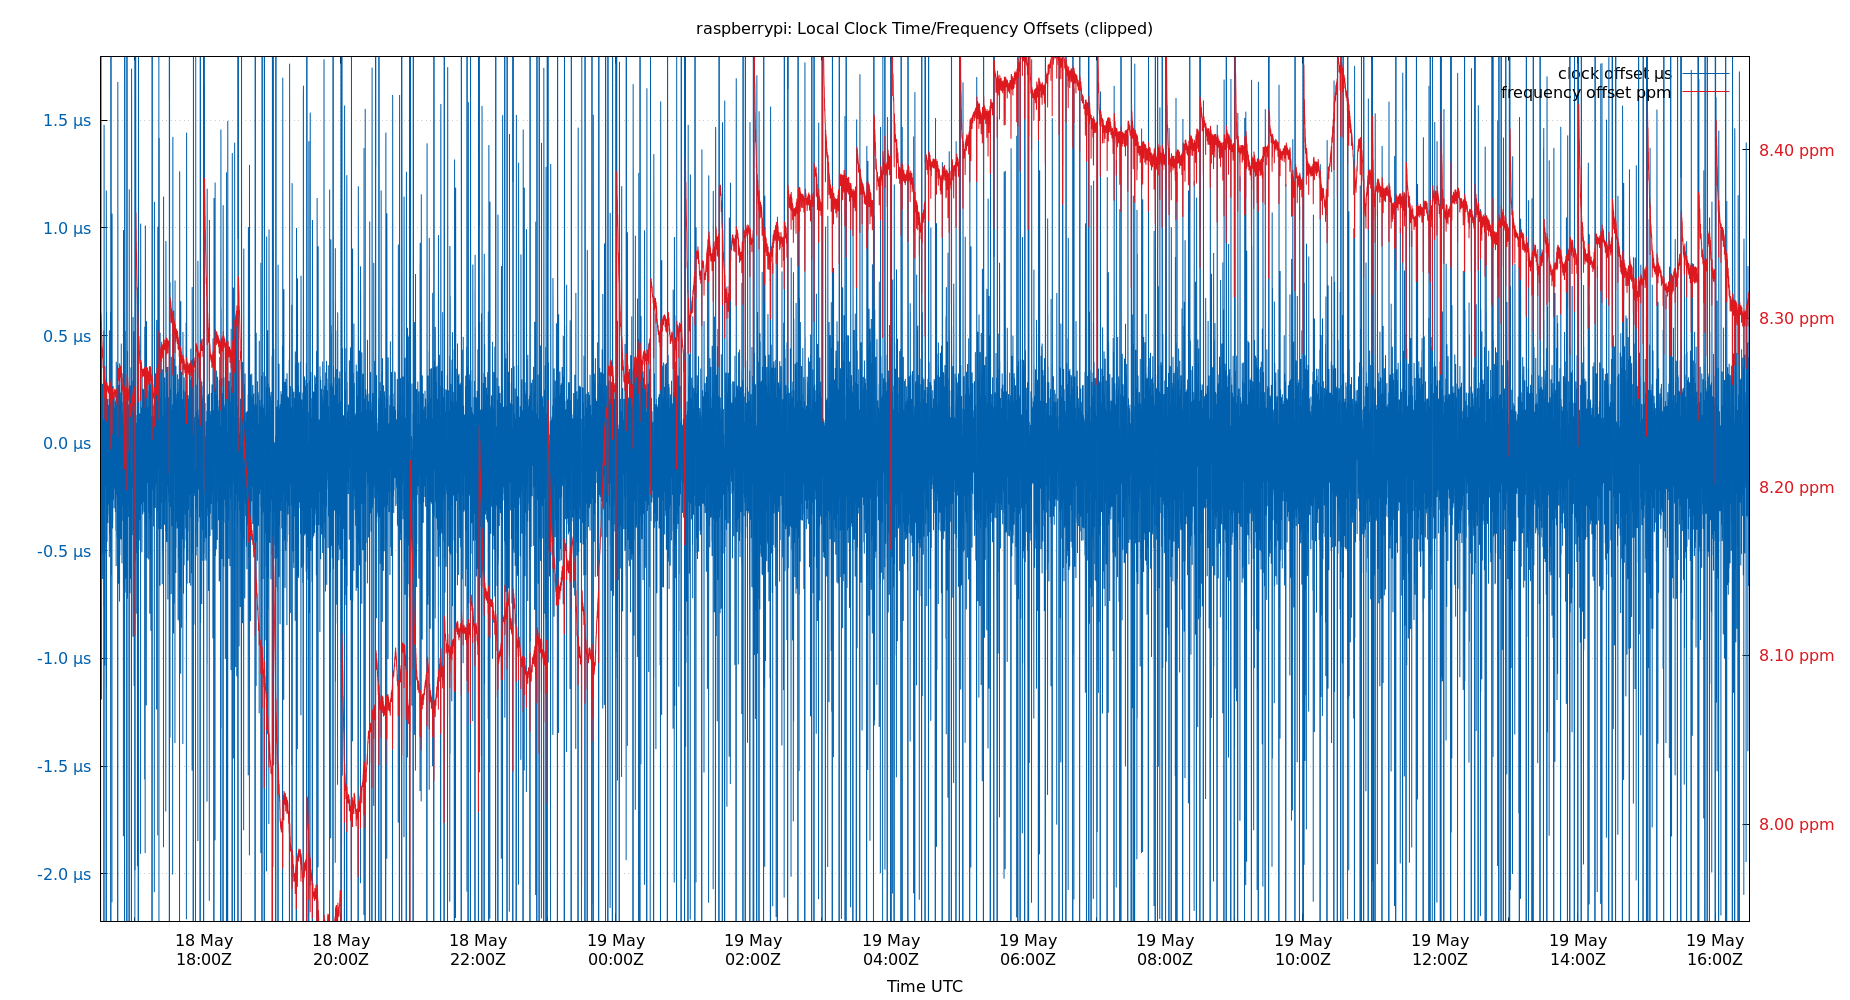 raspberrypi: Local Clock Time/Frequency Offsets (clipped)
clock offset µs
frequency offset ppm
1.5 µs
1.0 µs
0.5 µs
0.0 µs
-0.5 µs
-1.0 µs
-1.5 µs
-2.0 µs
8.40 ppm
8.30 ppm
8.20 ppm
8.10 ppm
8.00 ppm
18 May 18 May 18 May 19 May 19 May 19 May 19 May 19 May 19 May 19 May 19 May 19 May
18:00Z 20:00Z 22:00Z 00:00Z 02:00Z 04:00Z 06:00Z 08:00Z 10:00Z 12:00Z 14:00Z 16:00Z
Time UTC